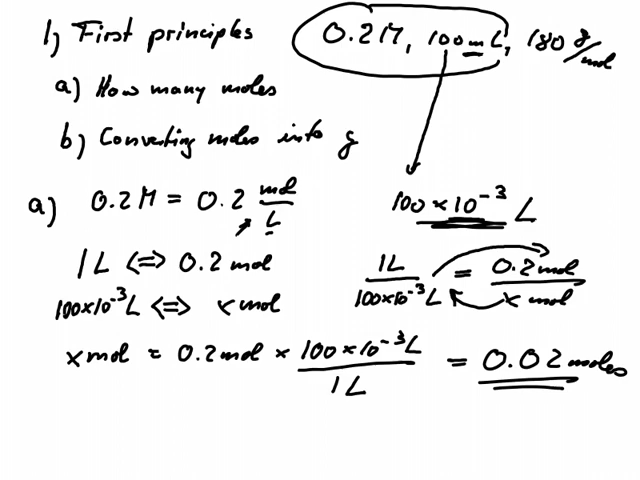 1) First principles 0.2M, 100mL, 180 g/mol
a) How many moles
b) Converting moles into g
a) 0.2M = 0.2 mol/L 100×10⁻³ L
1L <=> 0.2 mol 1L/100×10⁻³L = 0.2mol/x mol
100×10⁻³L <=> x mol
x mol = 0.2mol × 100×10⁻³L/1L = 0.02 moles